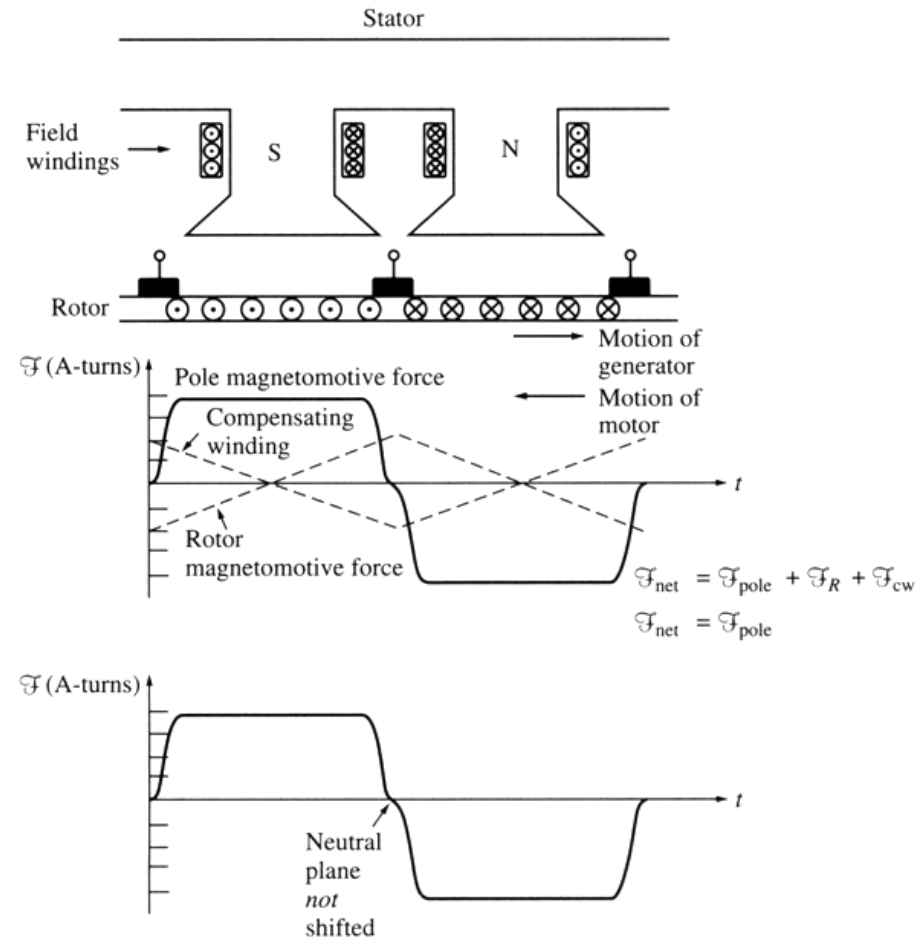 Stator
Field
windings
S
N
Rotor
Motion of
generator
Motion of
motor
ℱ (A-turns)
Pole magnetomotive force
Compensating
winding
t
Rotor
magnetomotive force
ℱnet = ℱpole + ℱR + ℱcw
ℱnet = ℱpole
ℱ (A-turns)
t
Neutral
plane
not
shifted